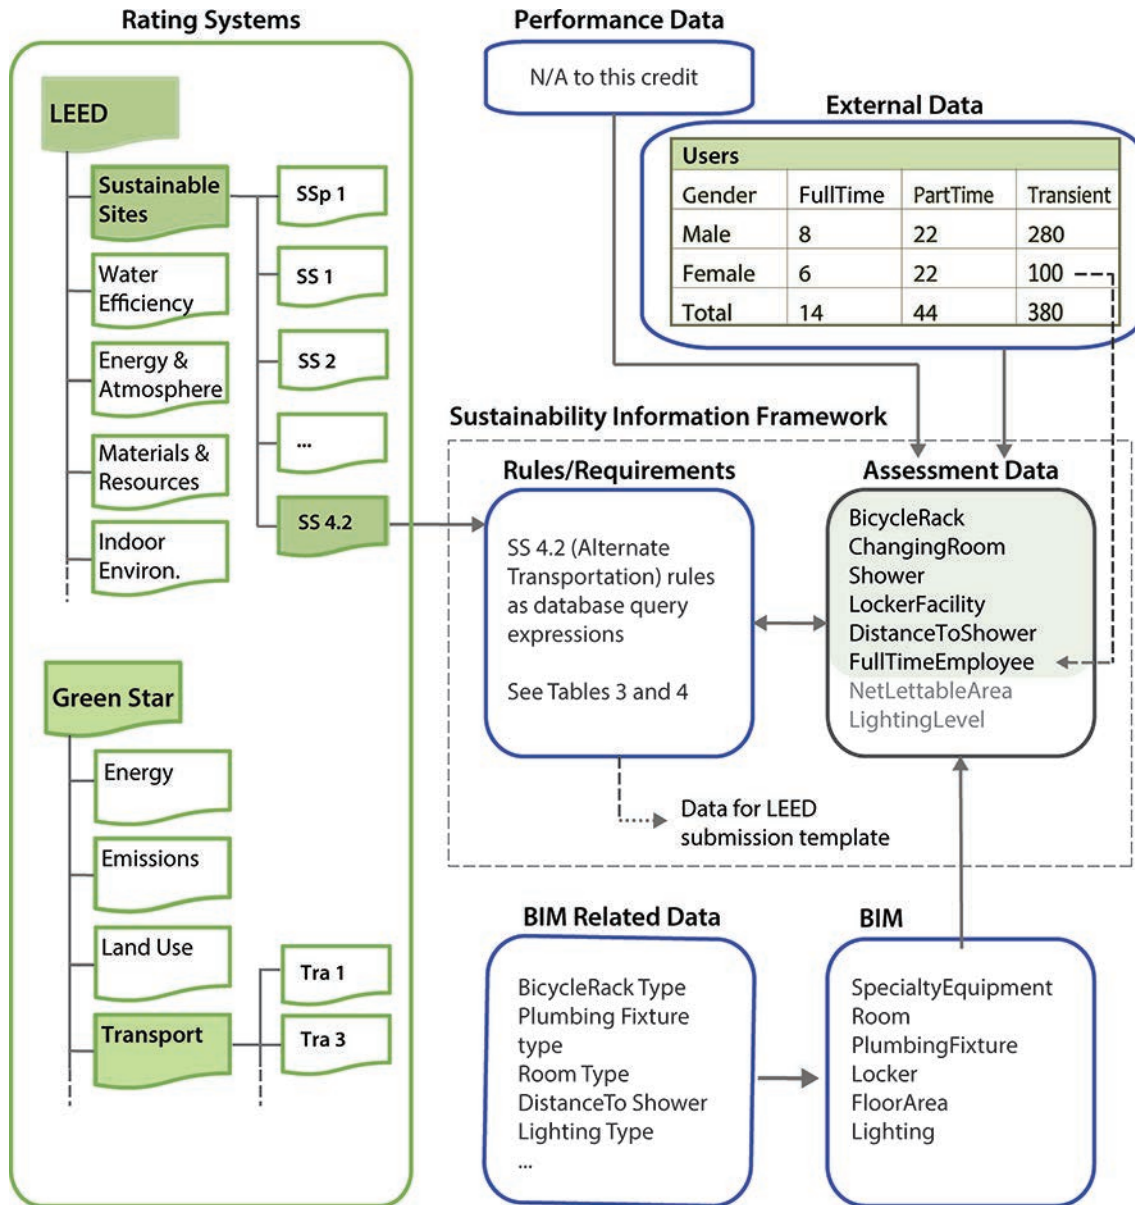 Rating Systems
LEED
Sustainable
Sites
Water
Efficiency
Energy &
Atmosphere
Materials &
Resources
Indoor
Environ.
SSp 1
SS 1
SS 2
...
SS 4.2
Green Star
Energy
Emissions
Land Use
Transport
Tra 1
Tra 3
Performance Data
N/A to this credit
External Data
Users
Gender FullTime PartTime Transient
Male 8 22 280
Female 6 22 100
Total 14 44 380
Sustainability Information Framework
Rules/Requirements
SS 4.2 (Alternate
Transportation) rules
as database query
expressions
See Tables 3 and 4
Assessment Data
BicycleRack
ChangingRoom
Shower
LockerFacility
DistanceToShower
FullTimeEmployee
NetLettableArea
LightingLevel
Data for LEED
submission template
BIM Related Data
BicycleRack Type
Plumbing Fixture
type
Room Type
DistanceTo Shower
Lighting Type
...
BIM
SpecialtyEquipment
Room
PlumbingFixture
Locker
FloorArea
Lighting